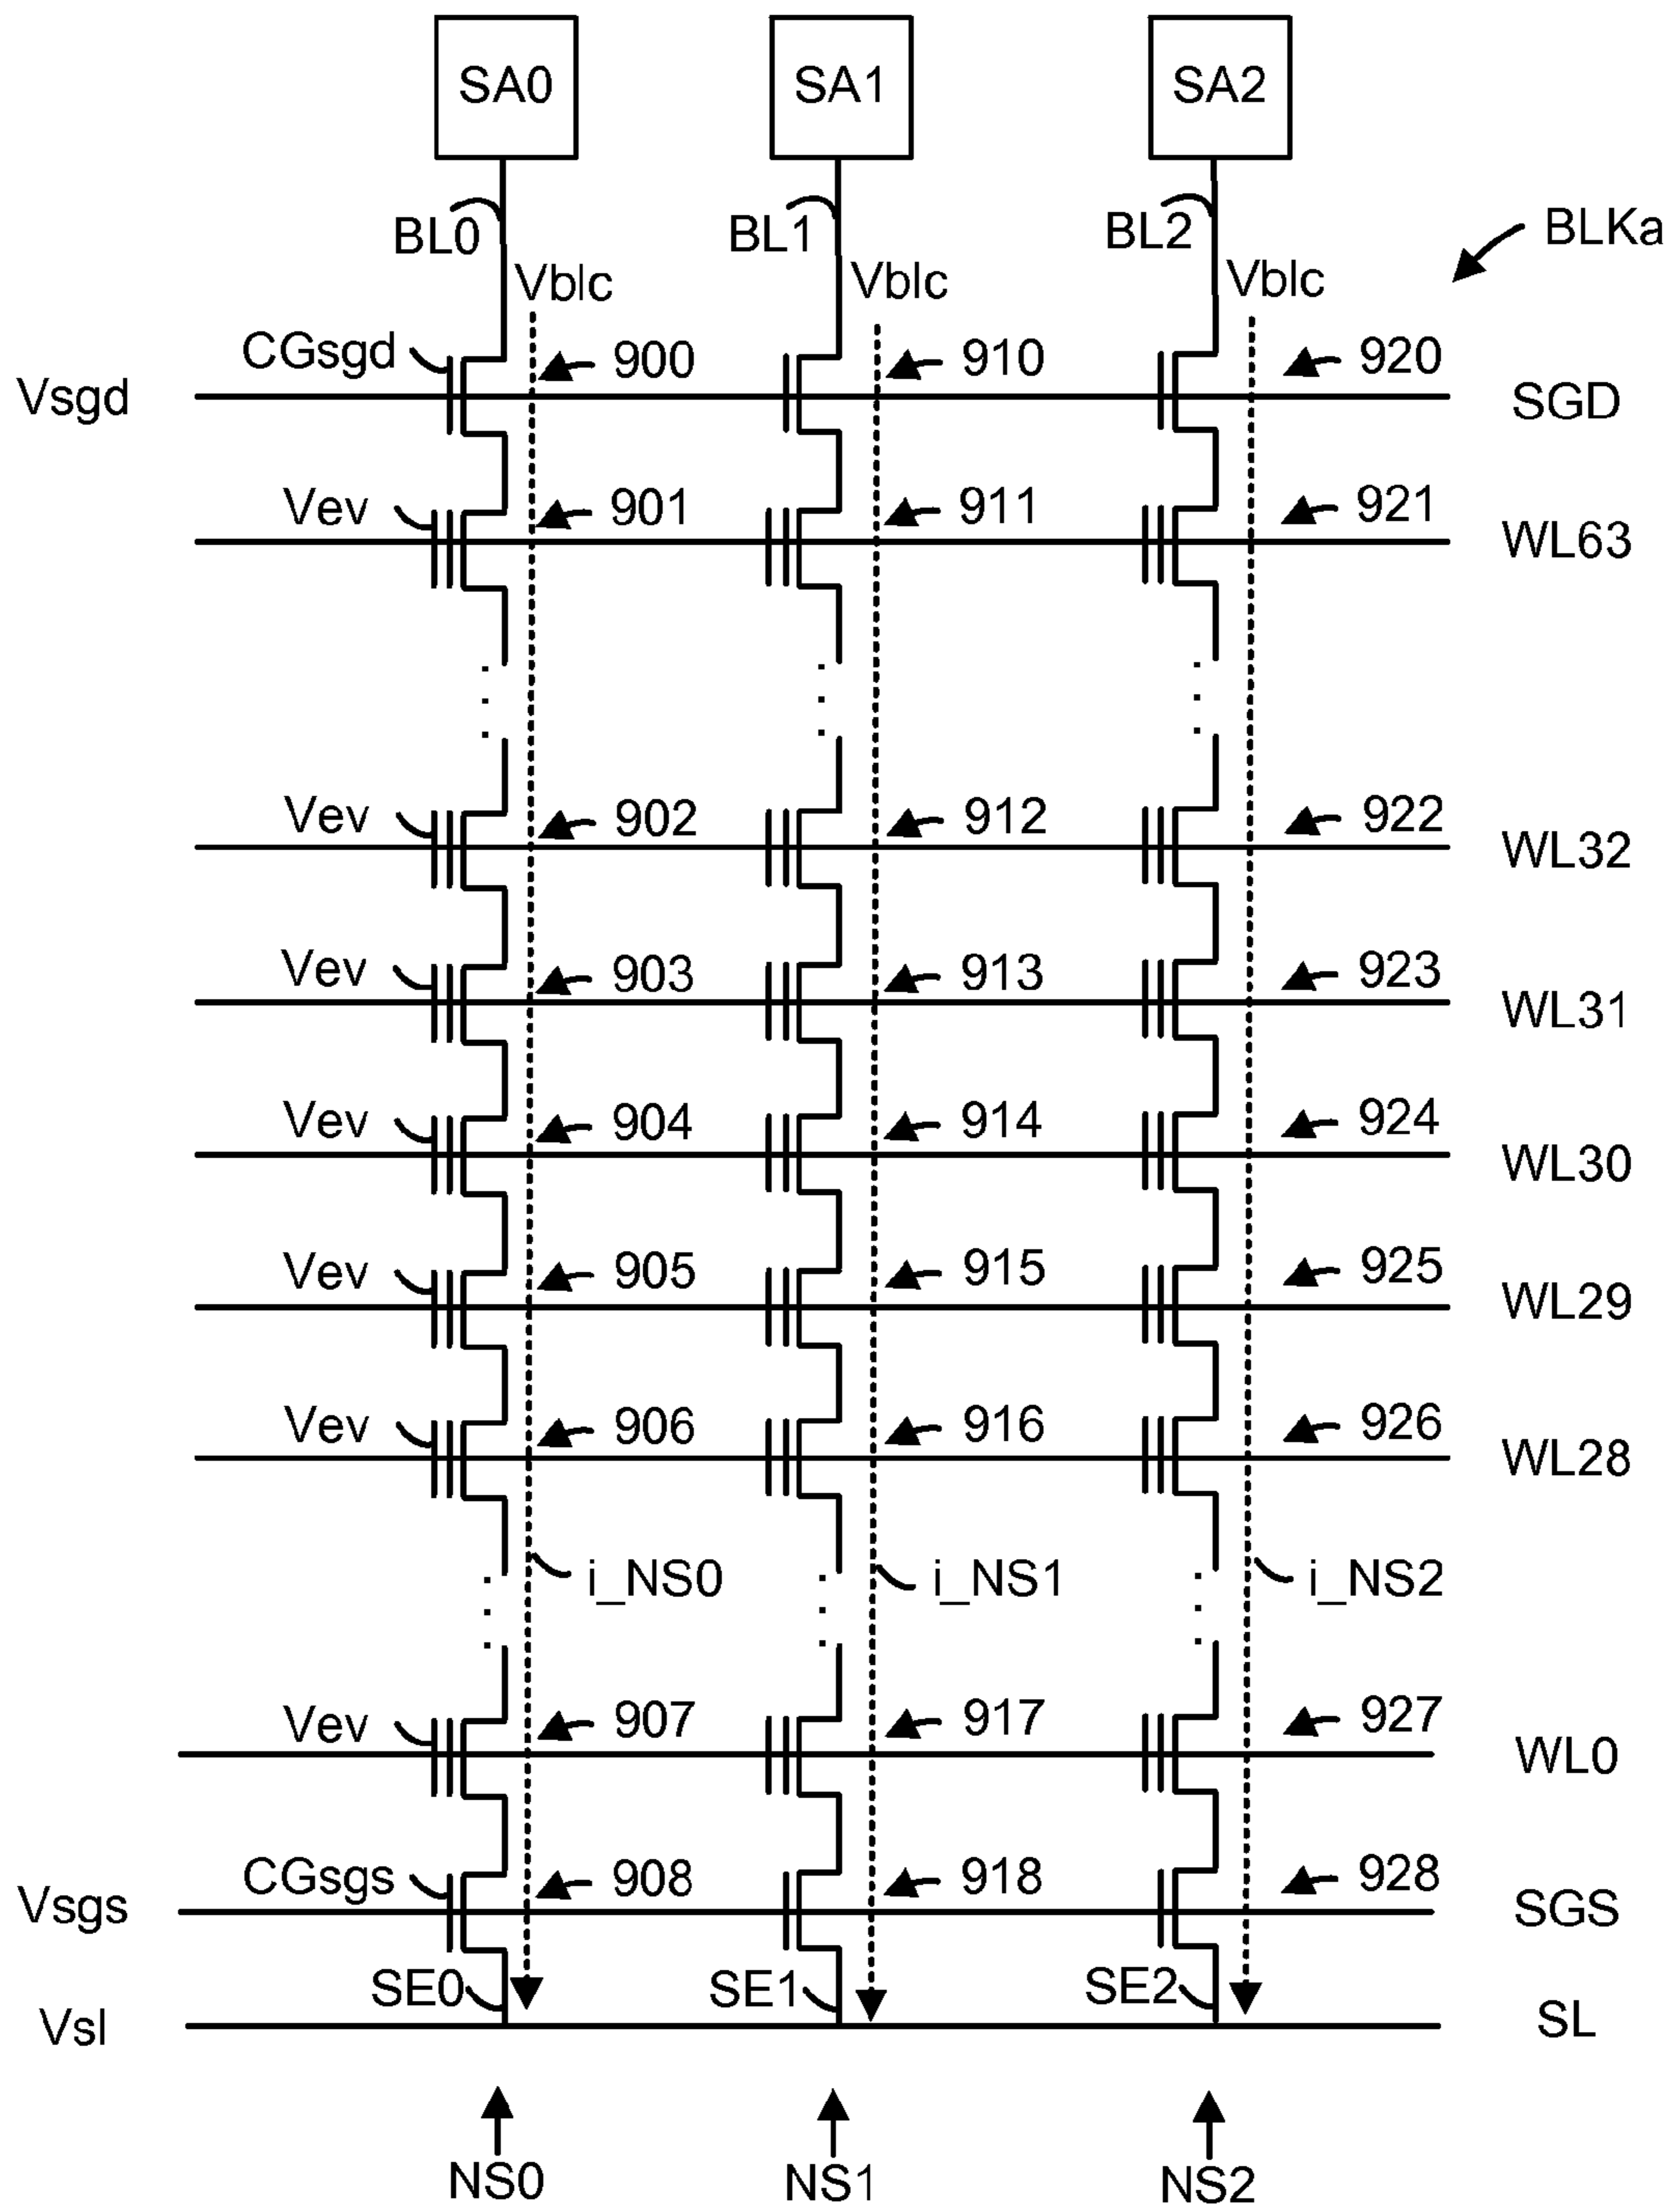 SA0 SA1 SA2
BL0 BL1 BL2 BLKa
Vblc Vblc Vblc
CGsgd 900 910 920
Vsgd SGD
Vev 901 911 921
WL63
Vev 902 912 922
WL32
Vev 903 913 923
WL31
Vev 904 914 924
WL30
Vev 905 915 925
WL29
Vev 906 916 926
WL28
i_NS0 i_NS1 i_NS2
Vev 907 917 927
WL0
CGsgs 908 918 928
Vsgs SGS
SE0 SE1 SE2
Vsl SL
NS0 NS1 NS2